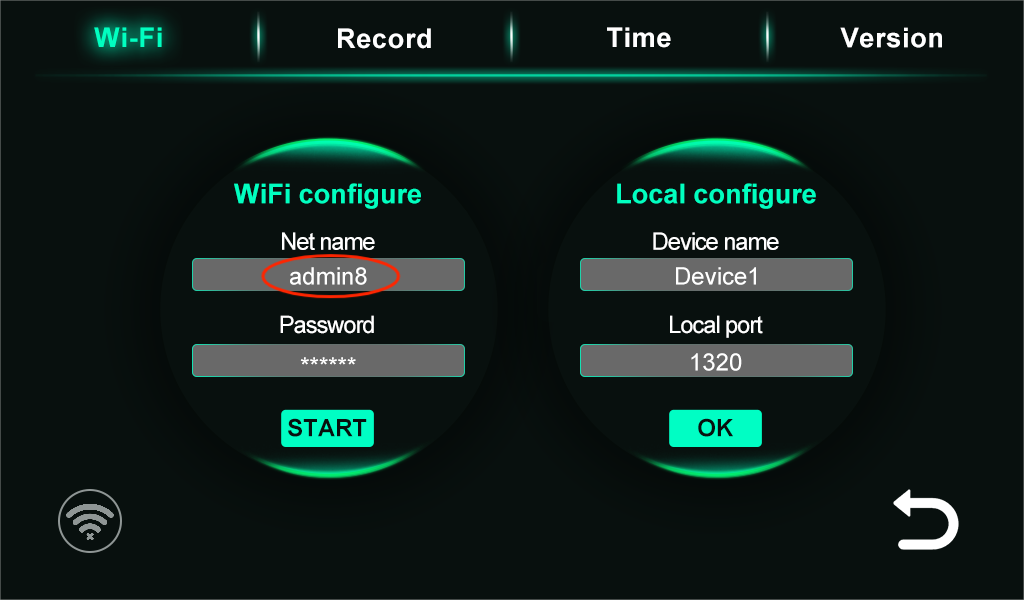 Wi-Fi Record Time Version
WiFi configure
Net name
admin8
Password
******
START
Local configure
Device name
Device1
Local port
1320
OK